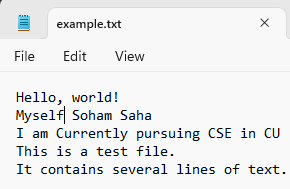 example.txt
File Edit View
Hello, world!
Myself Soham Saha
I am Currently pursuing CSE in CU
This is a test file.
It contains several lines of text.